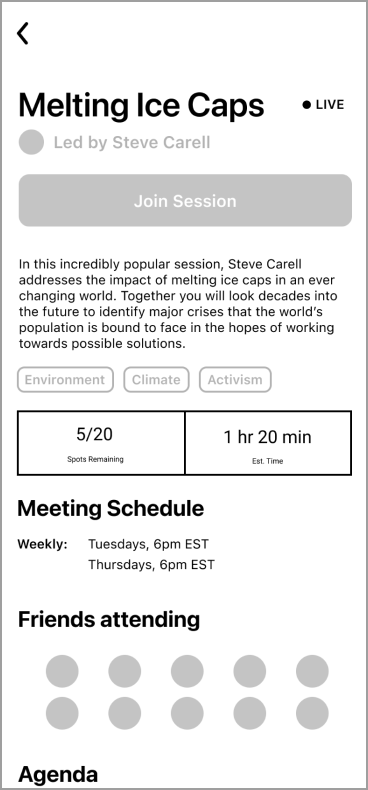 Melting Ice Caps
LIVE
Led by Steve Carell
Join Session
In this incredibly popular session, Steve Carell
addresses the impact of melting ice caps in an ever
changing world. Together you will look decades into
the future to identify major crises that the world's
population is bound to face in the hopes of working
towards possible solutions.
Environment
Climate
Activism
5/20
Spots Remaining
1 hr 20 min
Est. Time
Meeting Schedule
Weekly: Tuesdays, 6pm EST
Thursdays, 6pm EST
Friends attending
Agenda